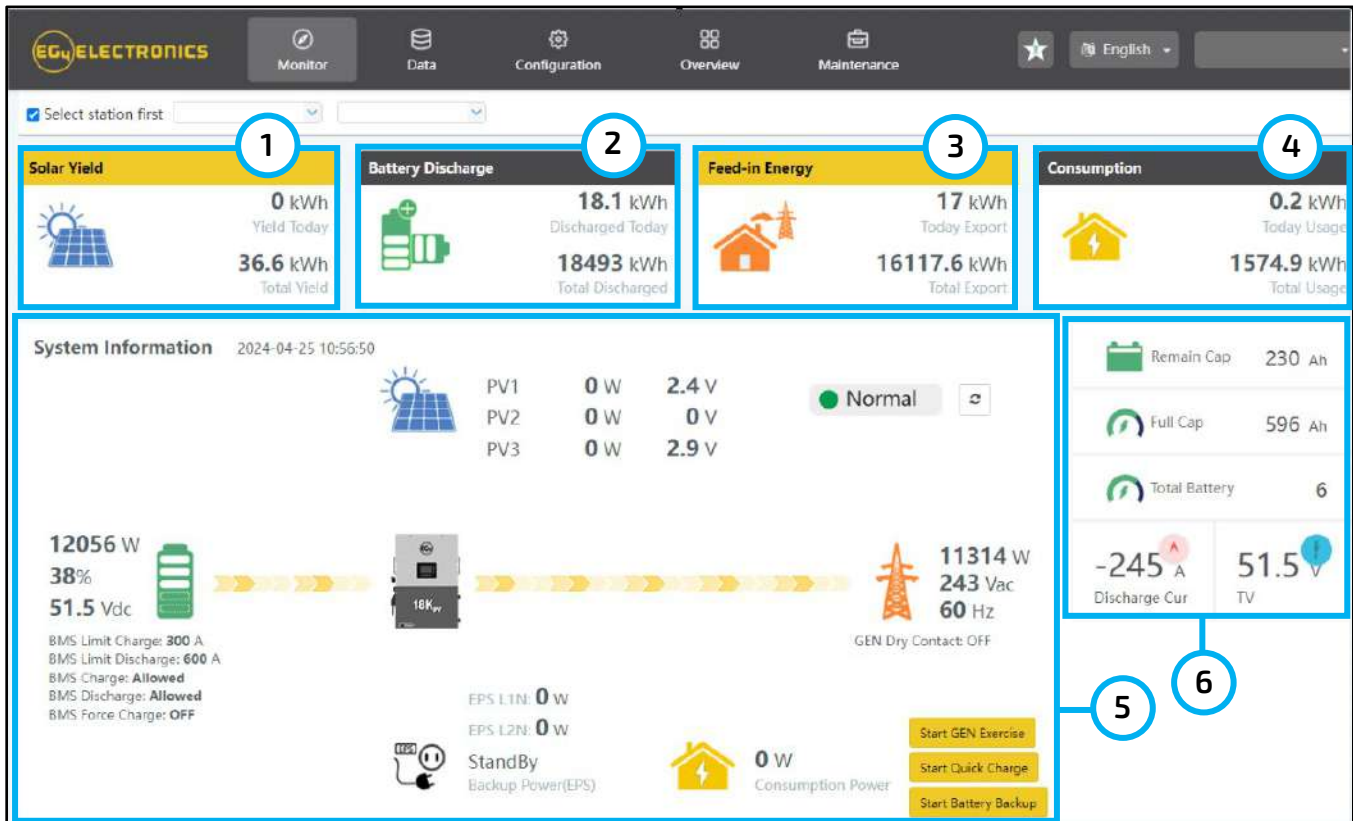 EG4 ELECTRONICS
Monitor
Data
Configuration
Overview
Maintenance
English
Select station first
1
2
3
4
Solar Yield
0 kWh
Yield Today
36.6 kWh
Total Yield
Battery Discharge
18.1 kWh
Discharged Today
18493 kWh
Total Discharged
Feed-in Energy
17 kWh
Today Export
16117.6 kWh
Total Export
Consumption
0.2 kWh
Today Usage
1574.9 kWh
Total Usage
System Information 2024-04-25 10:56:50
PV1 0 W 2.4 V
PV2 0 W 0 V
PV3 0 W 2.9 V
Normal
12056 W
38%
51.5 Vdc
BMS Limit Charge: 300 A
BMS Limit Discharge: 600 A
BMS Charge: Allowed
BMS Discharge: Allowed
BMS Force Charge: OFF
18Kpv
11314 W
243 Vac
60 Hz
GEN Dry Contact: OFF
EPS L1N: 0 W
EPS L2N: 0 W
EPS
StandBy
Backup Power(EPS)
0 W
Consumption Power
Start GEN Exercise
Start Quick Charge
Start Battery Backup
5
Remain Cap 230 Ah
Full Cap 596 Ah
Total Battery 6
-245 A
Discharge Cur
51.5 V
TV
6